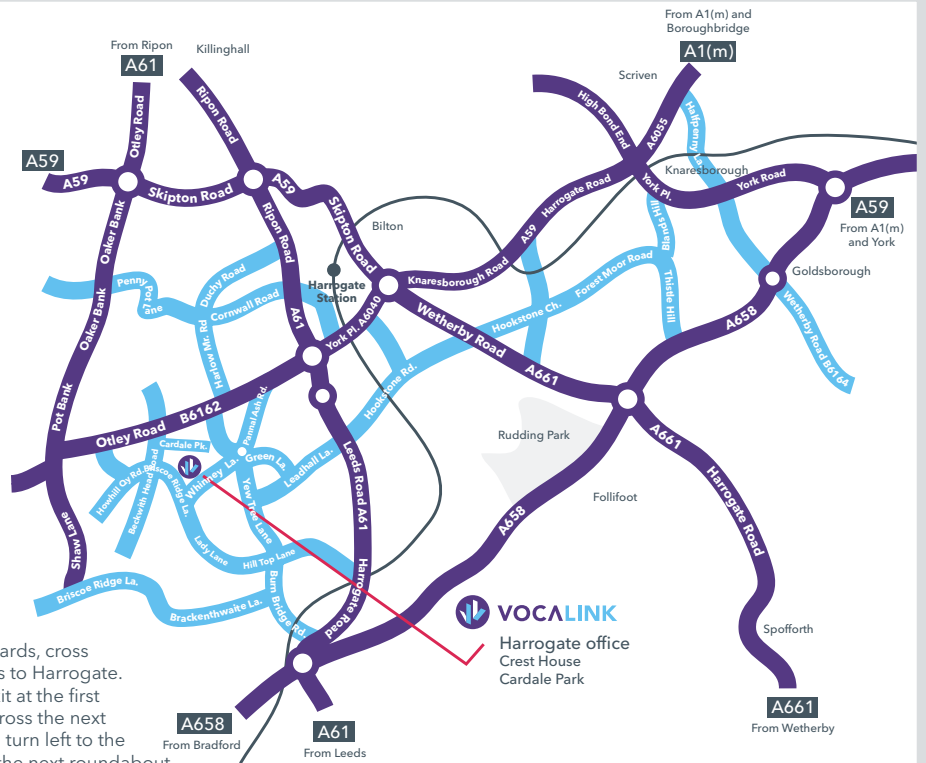 From A1(m) and
Boroughbridge
A1(m)
From Ripon
A61
Killinghall
Scriven
Otley Road
Ripon Road
High Bond End
A6055
Halfpenny La.
A59
A59
Skipton Road
A59
Skipton Road
Knaresborough
York Pl.
York Road
A59
From A1(m)
and York
Harrogate Road
A59
Bilton
Oaker Bank
Ripon Road
Blands Hill
Goldsborough
Penny
Pot
Lane
Duchy Road
Cornwall Road
Harrogate
Station
Knaresborough Road
Forest Moor Road
Thistle Hill
Hookstone Ch.
Wetherby Road B6164
Oaker Bank
A61
York Pl. A6040
Wetherby Road
A661
A658
Harlow Mr. Rd
Hookstone Rd.
Pot Bank
Otley Road B6162
Pannal Ash Rd.
Rudding Park
A661
Cardale Pk.
Green La.
Leadhall La.
Leeds Road A61
Howhill Qy Rd.
Briscoe Ridge La.
Beckwith Head Road
Whinney La.
Yew Tree Lane
Follifoot
A658
Harrogate Road
Shaw Lane
Lady Lane
Hill Top Lane
Briscoe Ridge La.
Brackenthwaite La.
Burn Bridge Rd.
Harrogate Road
VOCALINK
Harrogate office
Crest House
Cardale Park
Spofforth
ards, cross
s to Harrogate.
it at the first
ross the next
turn left to the
the next roundabout
A658
From Bradford
A61
From Leeds
A661
From Wetherby